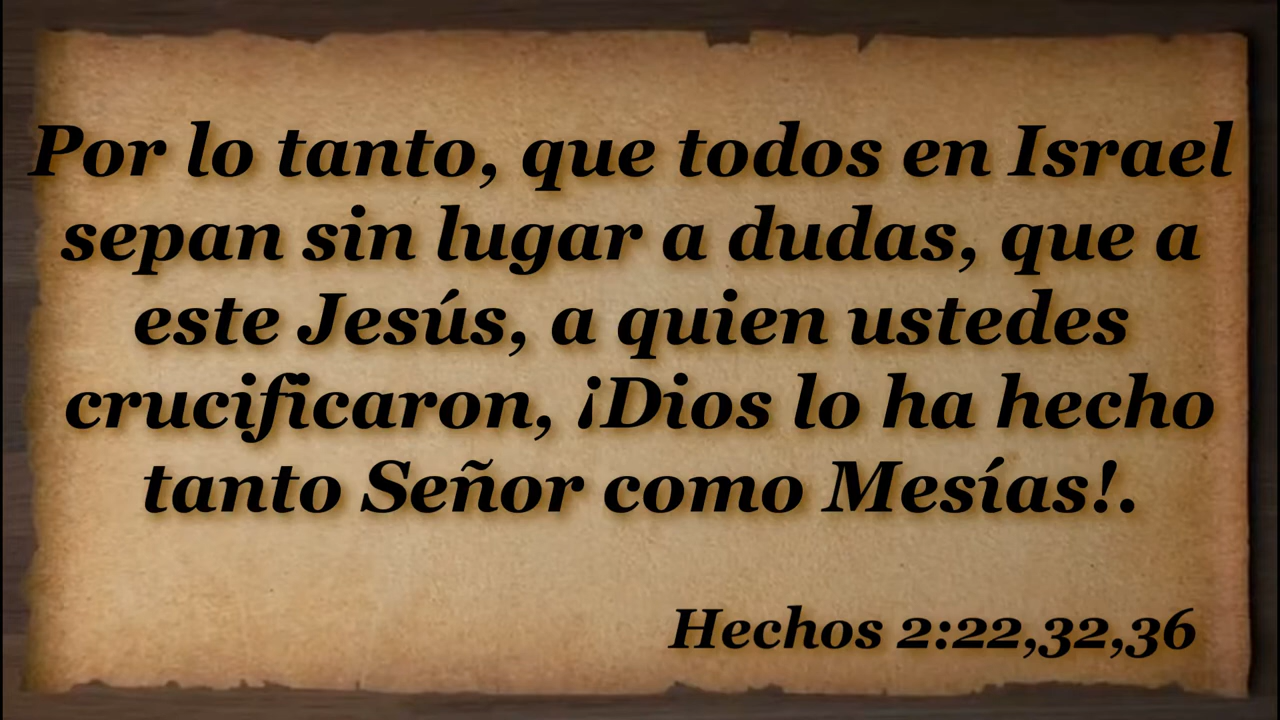 Por lo tanto, que todos en Israel
sepan sin lugar a dudas, que a
este Jesús, a quien ustedes
crucificaron, ¡Dios lo ha hecho
tanto Señor como Mesías!.
Hechos 2:22,32,36